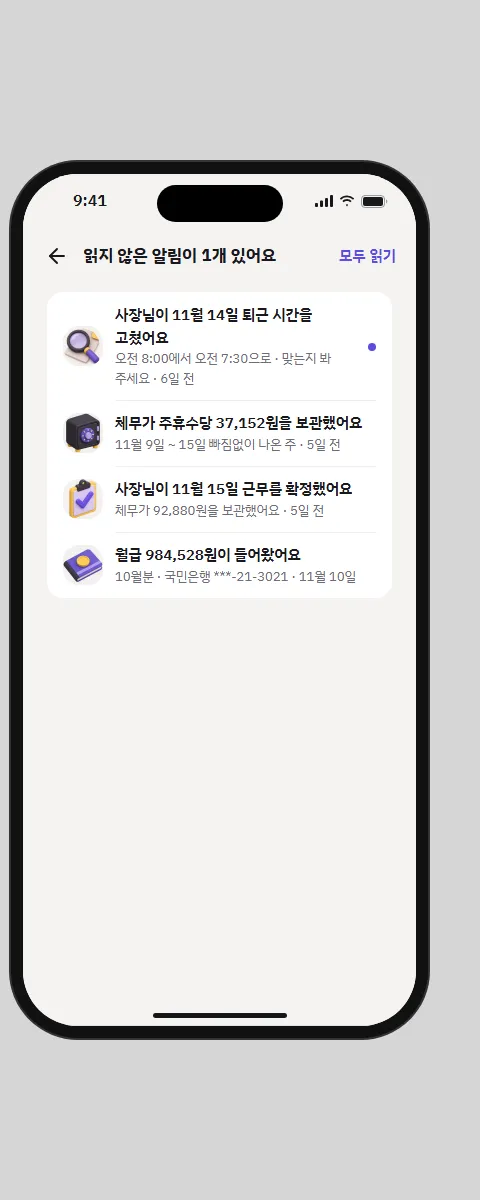 9:41
읽지 않은 알림이 1개 있어요
모두 읽기
사장님이 11월 14일 퇴근 시간을
고쳤어요
오전 8:00에서 오전 7:30으로 · 맞는지 봐
주세요 · 6일 전
체무가 주휴수당 37,152원을 보관했어요
11월 9일 ~ 15일 빠짐없이 나온 주 · 5일 전
사장님이 11월 15일 근무를 확정했어요
체무가 92,880원을 보관했어요 · 5일 전
월급 984,528원이 들어왔어요
10월분 · 국민은행 ***-21-3021 · 11월 10일